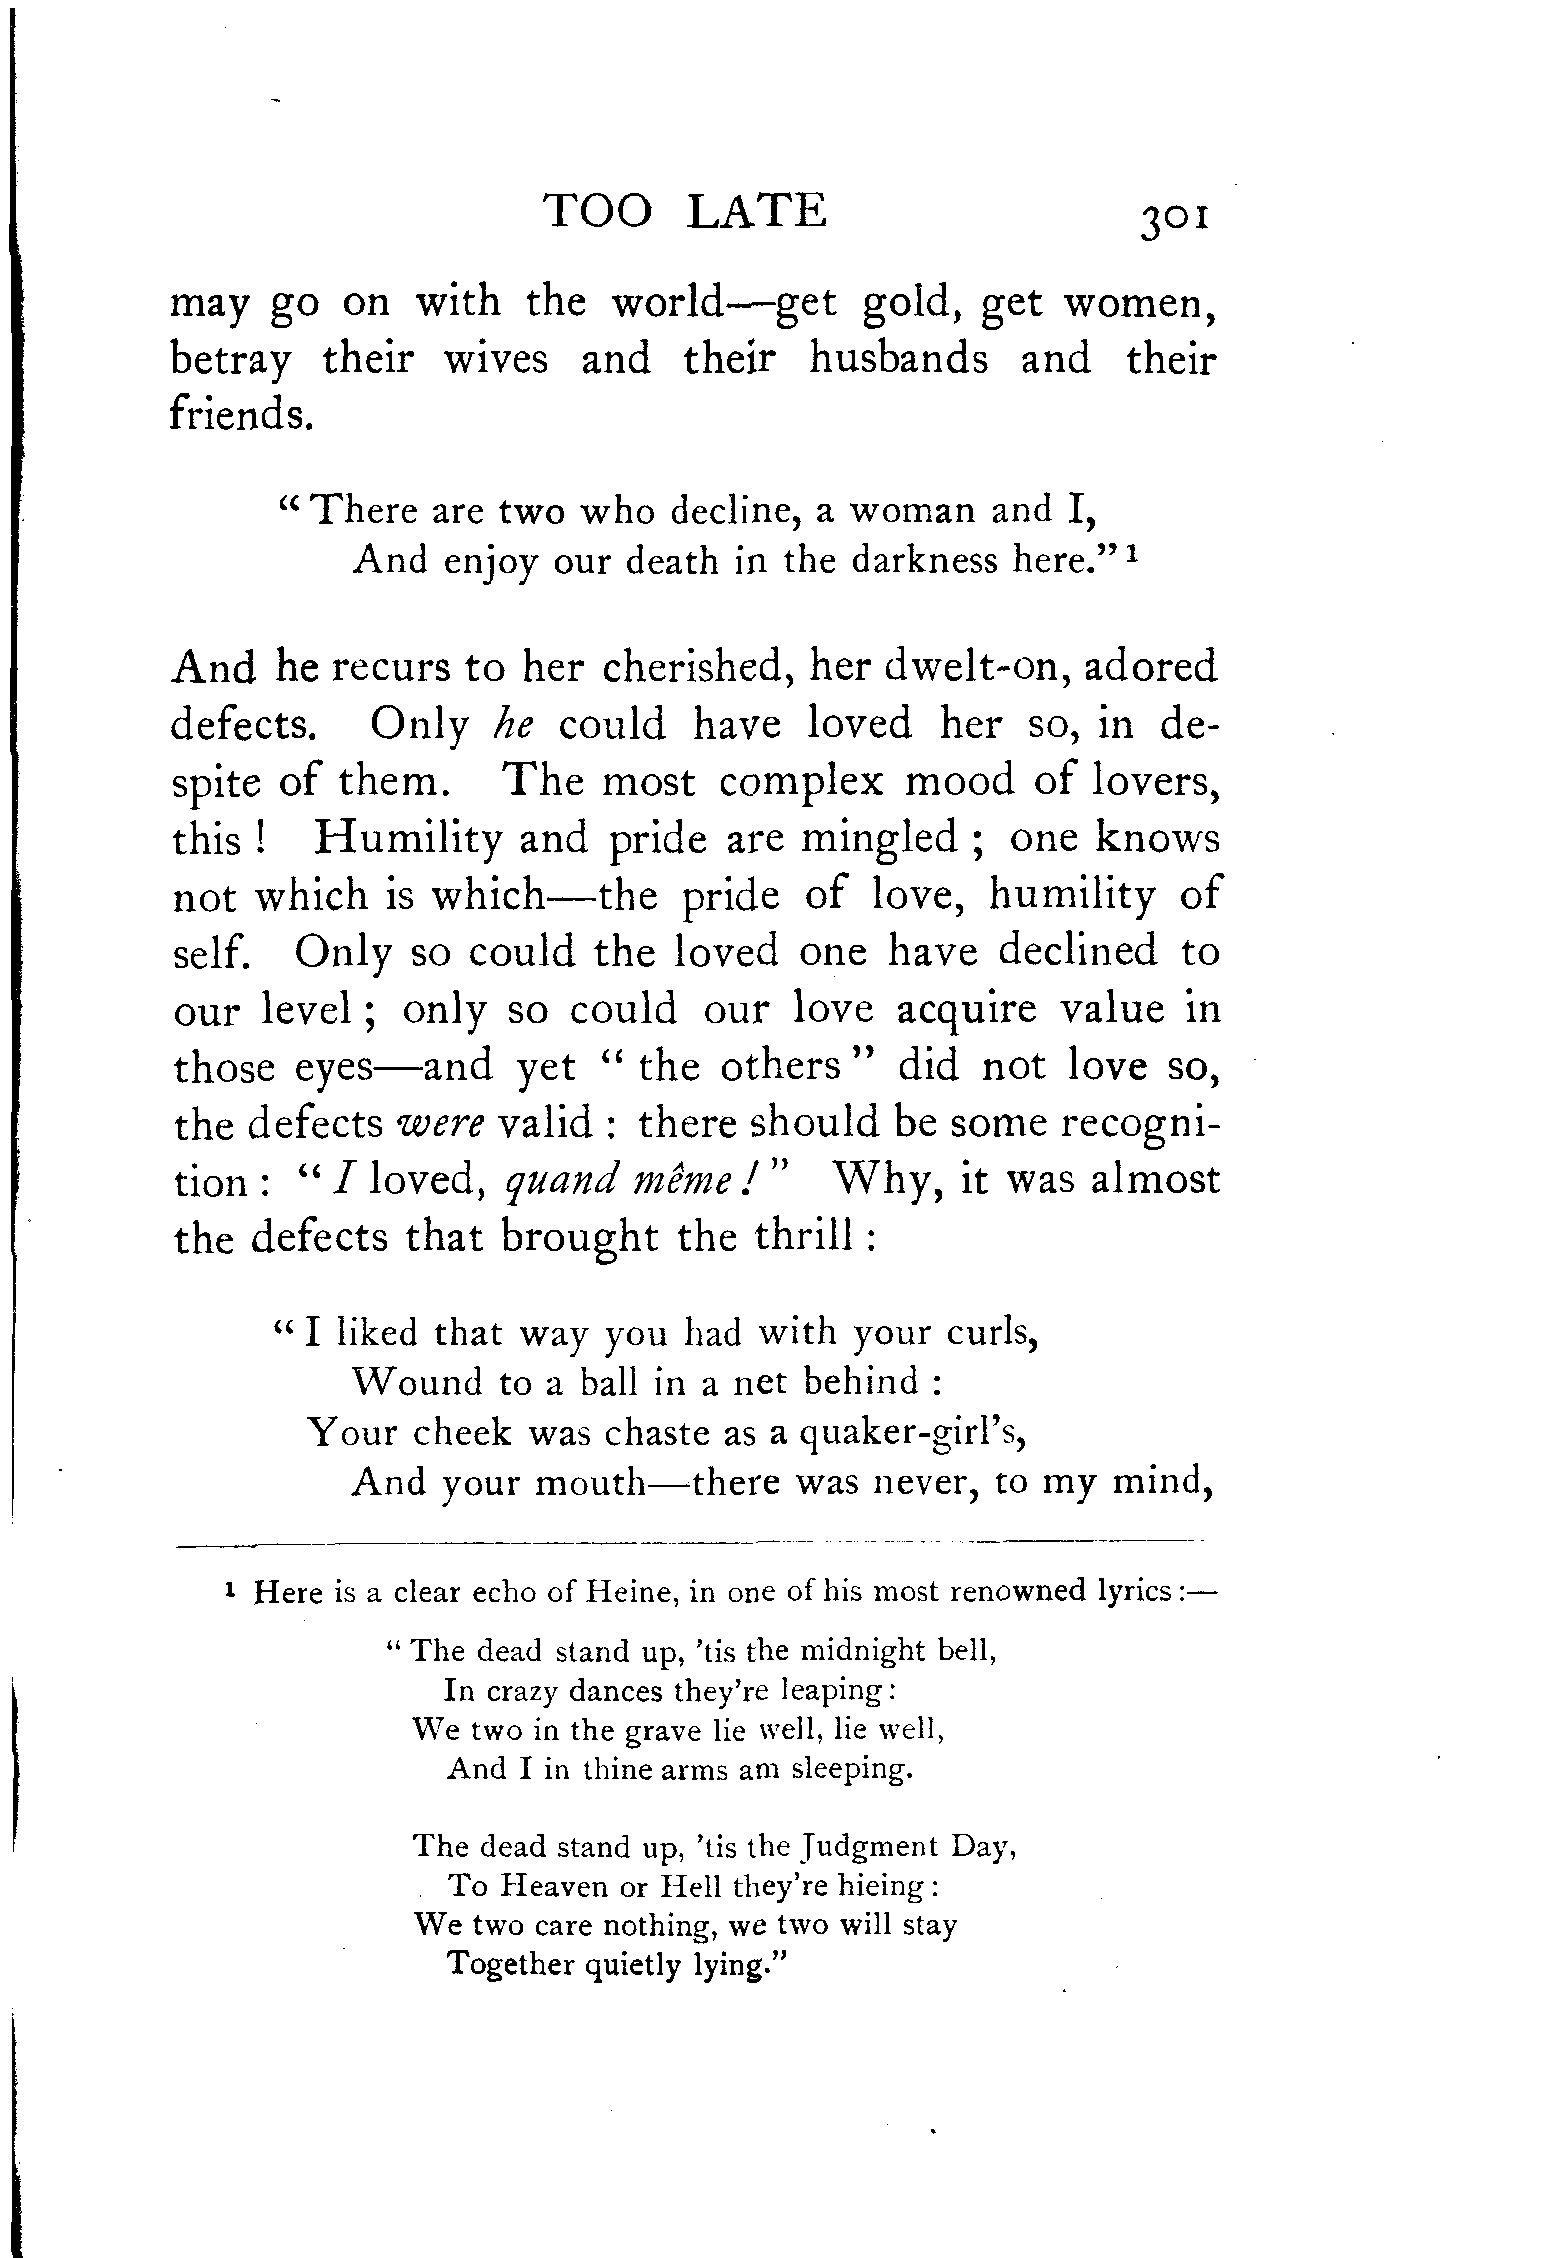 TOO LATE 301
may go on with the world—get gold, get women,
betray their wives and their husbands and their
friends.
“There are two who decline, a woman and I,
And enjoy our death in the darkness here.”¹
And he recurs to her cherished, her dwelt-on, adored
defects. Only he could have loved her so, in de-
spite of them. The most complex mood of lovers,
this! Humility and pride are mingled; one knows
not which is which—the pride of love, humility of
self. Only so could the loved one have declined to
our level; only so could our love acquire value in
those eyes—and yet “the others” did not love so,
the defects were valid: there should be some recogni-
tion: “I loved, quand même!” Why, it was almost
the defects that brought the thrill:
“I liked that way you had with your curls,
Wound to a ball in a net behind:
Your cheek was chaste as a quaker-girl's,
And your mouth—there was never, to my mind,
¹ Here is a clear echo of Heine, in one of his most renowned lyrics:—
“The dead stand up, 'tis the midnight bell,
In crazy dances they're leaping:
We two in the grave lie well, lie well,
And I in thine arms am sleeping.
The dead stand up, 'tis the Judgment Day,
To Heaven or Hell they're hieing:
We two care nothing, we two will stay
Together quietly lying.”